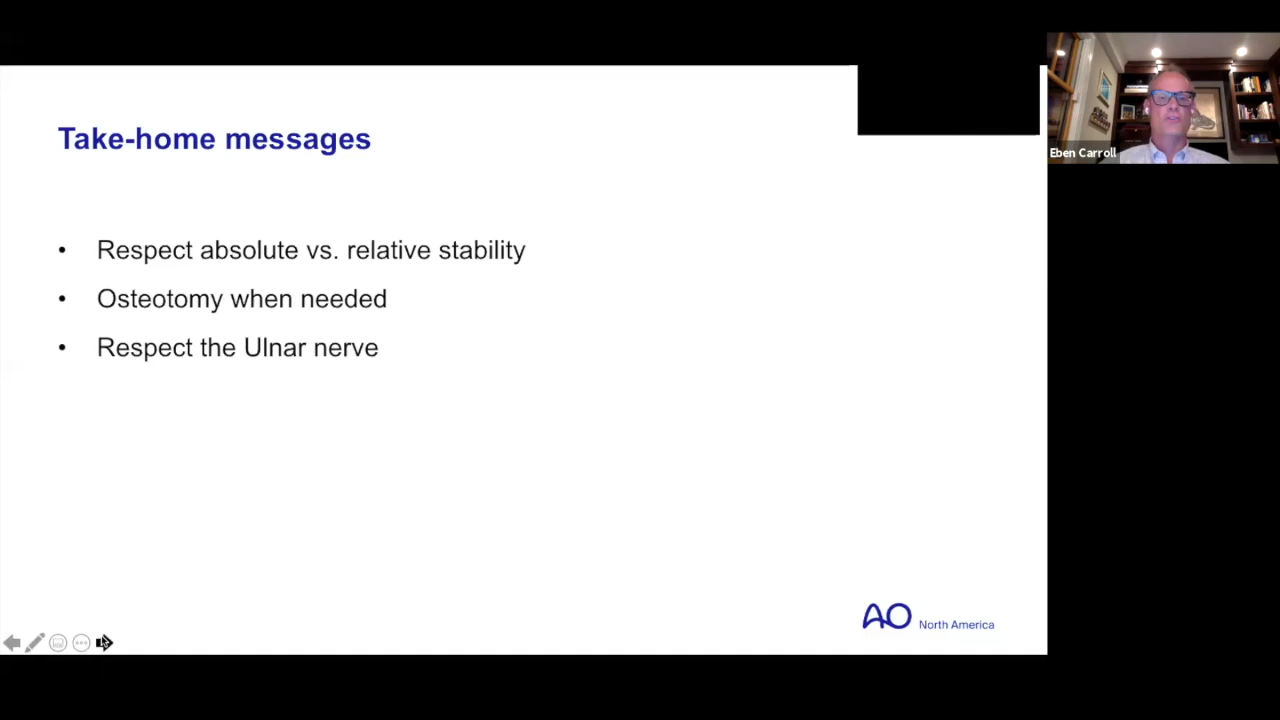 Take-home messages
• Respect absolute vs. relative stability
• Osteotomy when needed
• Respect the Ulnar nerve
AO North America
Eben Carroll